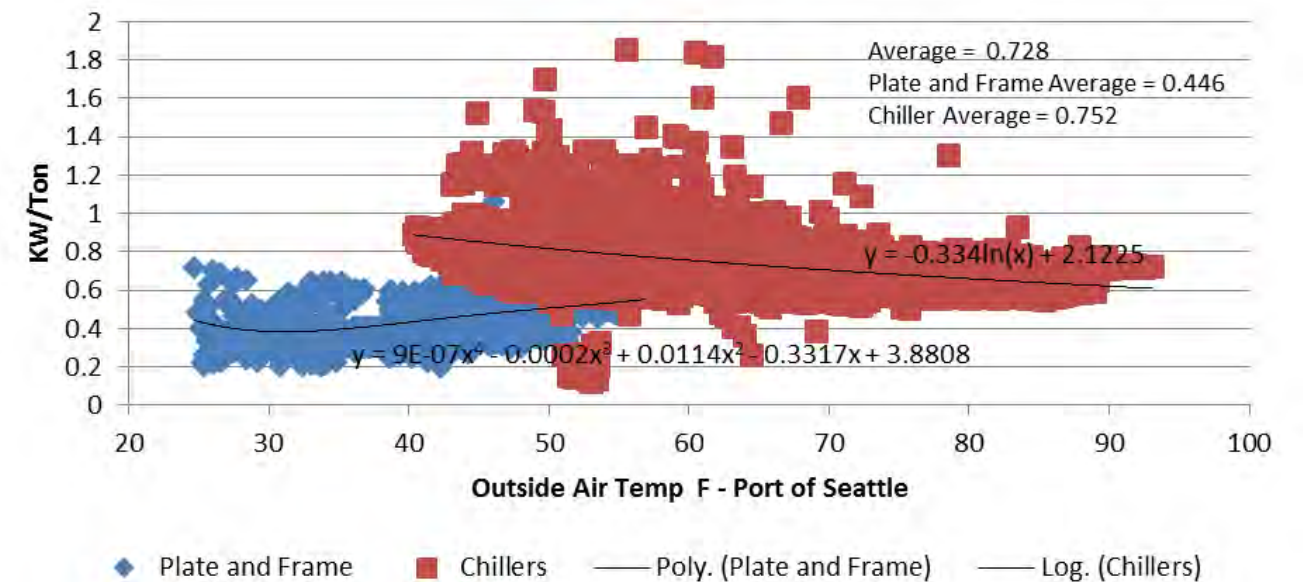 2
1.8
1.6
1.4
1.2
1
0.8
0.6
0.4
0.2
0
KW/Ton
Average = 0.728
Plate and Frame Average = 0.446
Chiller Average = 0.752
y = -0.334ln(x) + 2.1225
y = 9E-07x⁴ - 0.0002x³ + 0.0114x² - 0.3317x + 3.8808
20 30 40 50 60 70 80 90 100
Outside Air Temp F - Port of Seattle
Plate and Frame Chillers Poly. (Plate and Frame) Log. (Chillers)